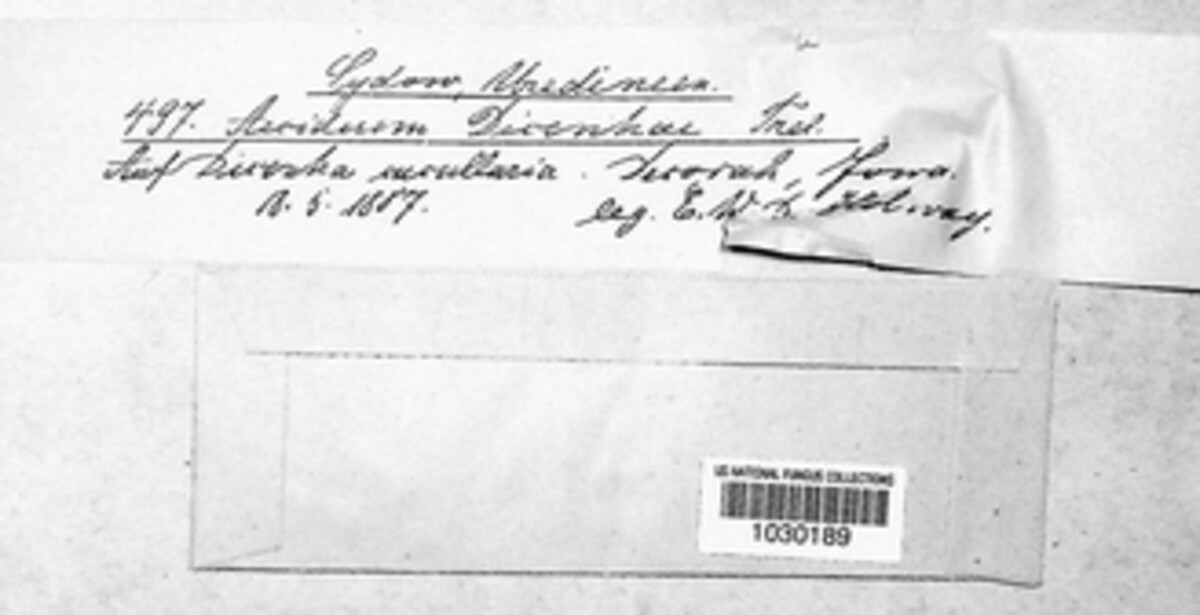 Sydow, Uredineen.
497. Aecidium Dicentrae Trel.
Auf Dicentra cucullaria. Decorah, Iowa.
5. 1887. leg. E. W. D. Holway.
US NATIONAL FUNGUS COLLECTIONS
1030189